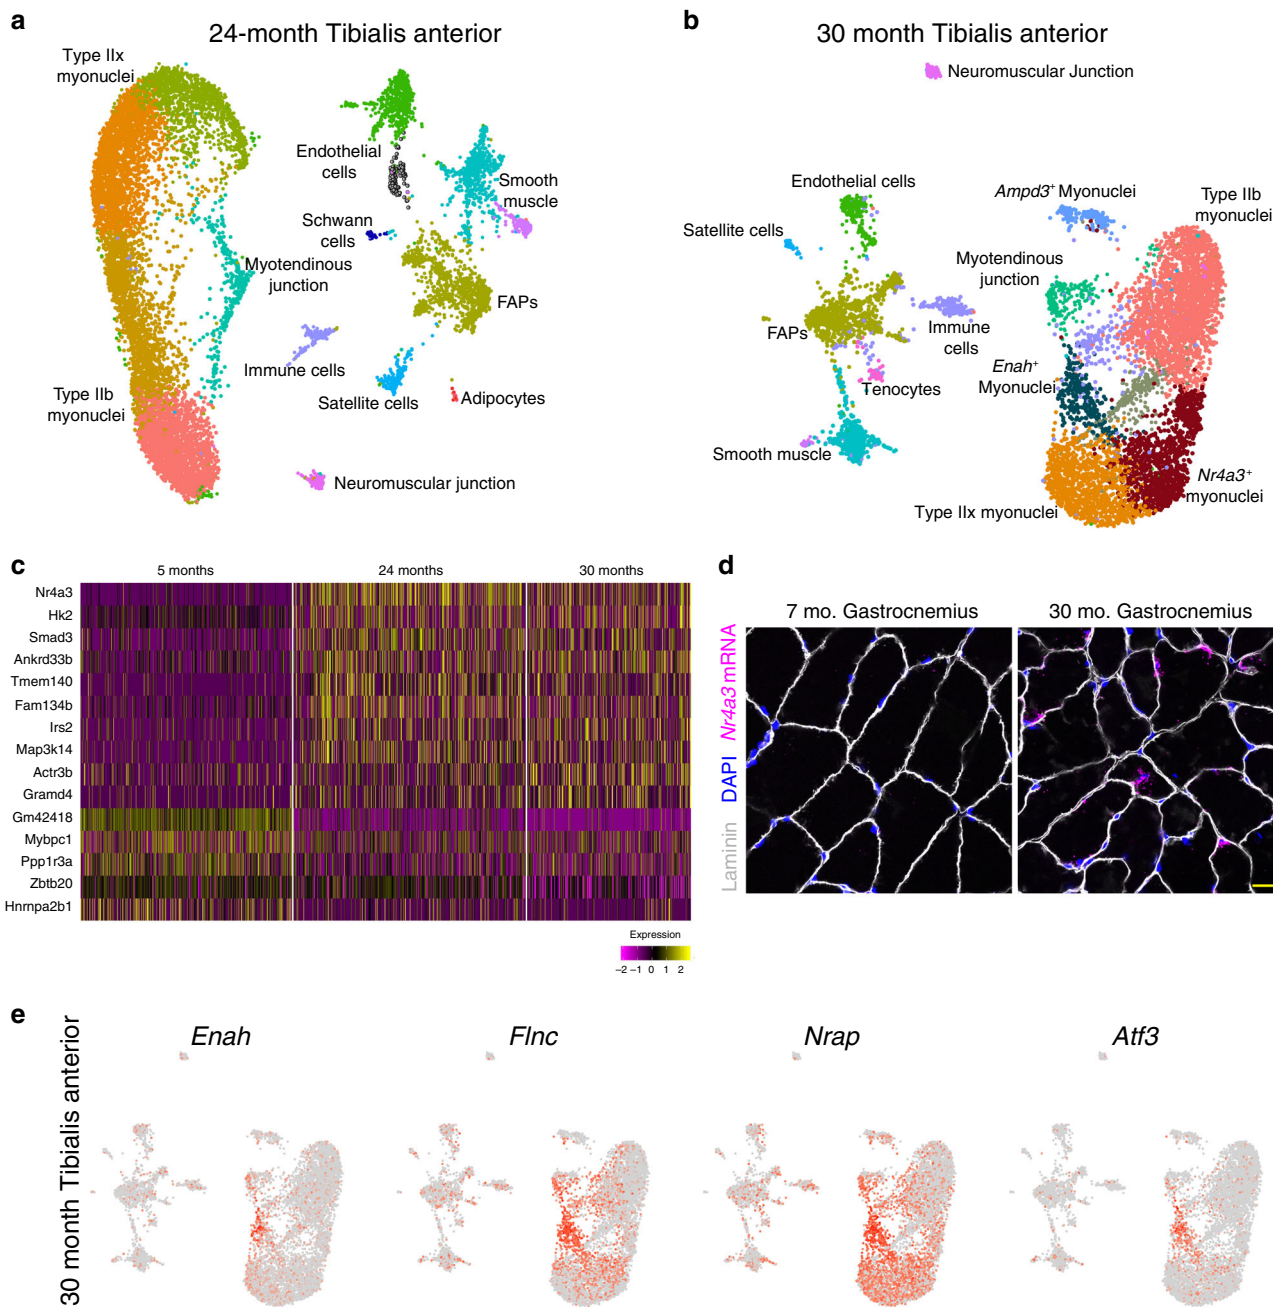 a
24-month Tibialis anterior
Type IIx
myonuclei
Endothelial
cells
Smooth
muscle
Schwann
cells
Myotendinous
junction
FAPs
Immune cells
Type IIb
myonuclei
Satellite cells
Adipocytes
Neuromuscular junction
b
30 month Tibialis anterior
Neuromuscular Junction
Endothelial cells
Ampd3+ Myonuclei
Type IIb
myonuclei
Satellite cells
Myotendinous
junction
FAPs
Immune
cells
Enah+
Myonuclei
Tenocytes
Smooth muscle
Nr4a3+
myonuclei
Type IIx myonuclei
c
5 months
24 months
30 months
Nr4a3
Hk2
Smad3
Ankrd33b
Tmem140
Fam134b
Irs2
Map3k14
Actr3b
Gramd4
Gm42418
Mybpc1
Ppp1r3a
Zbtb20
Hnrnpa2b1
Expression
−2 −1 0 1 2
d
7 mo. Gastrocnemius
30 mo. Gastrocnemius
Laminin DAPI Nr4a3 mRNA
e
30 month Tibialis anterior
Enah
Flnc
Nrap
Atf3